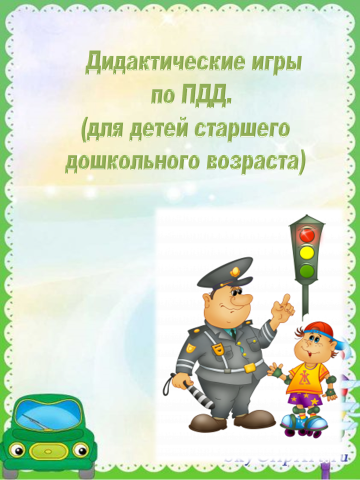 Дидактические игры
по ПДД.
(для детей старшего
дошкольного возраста)